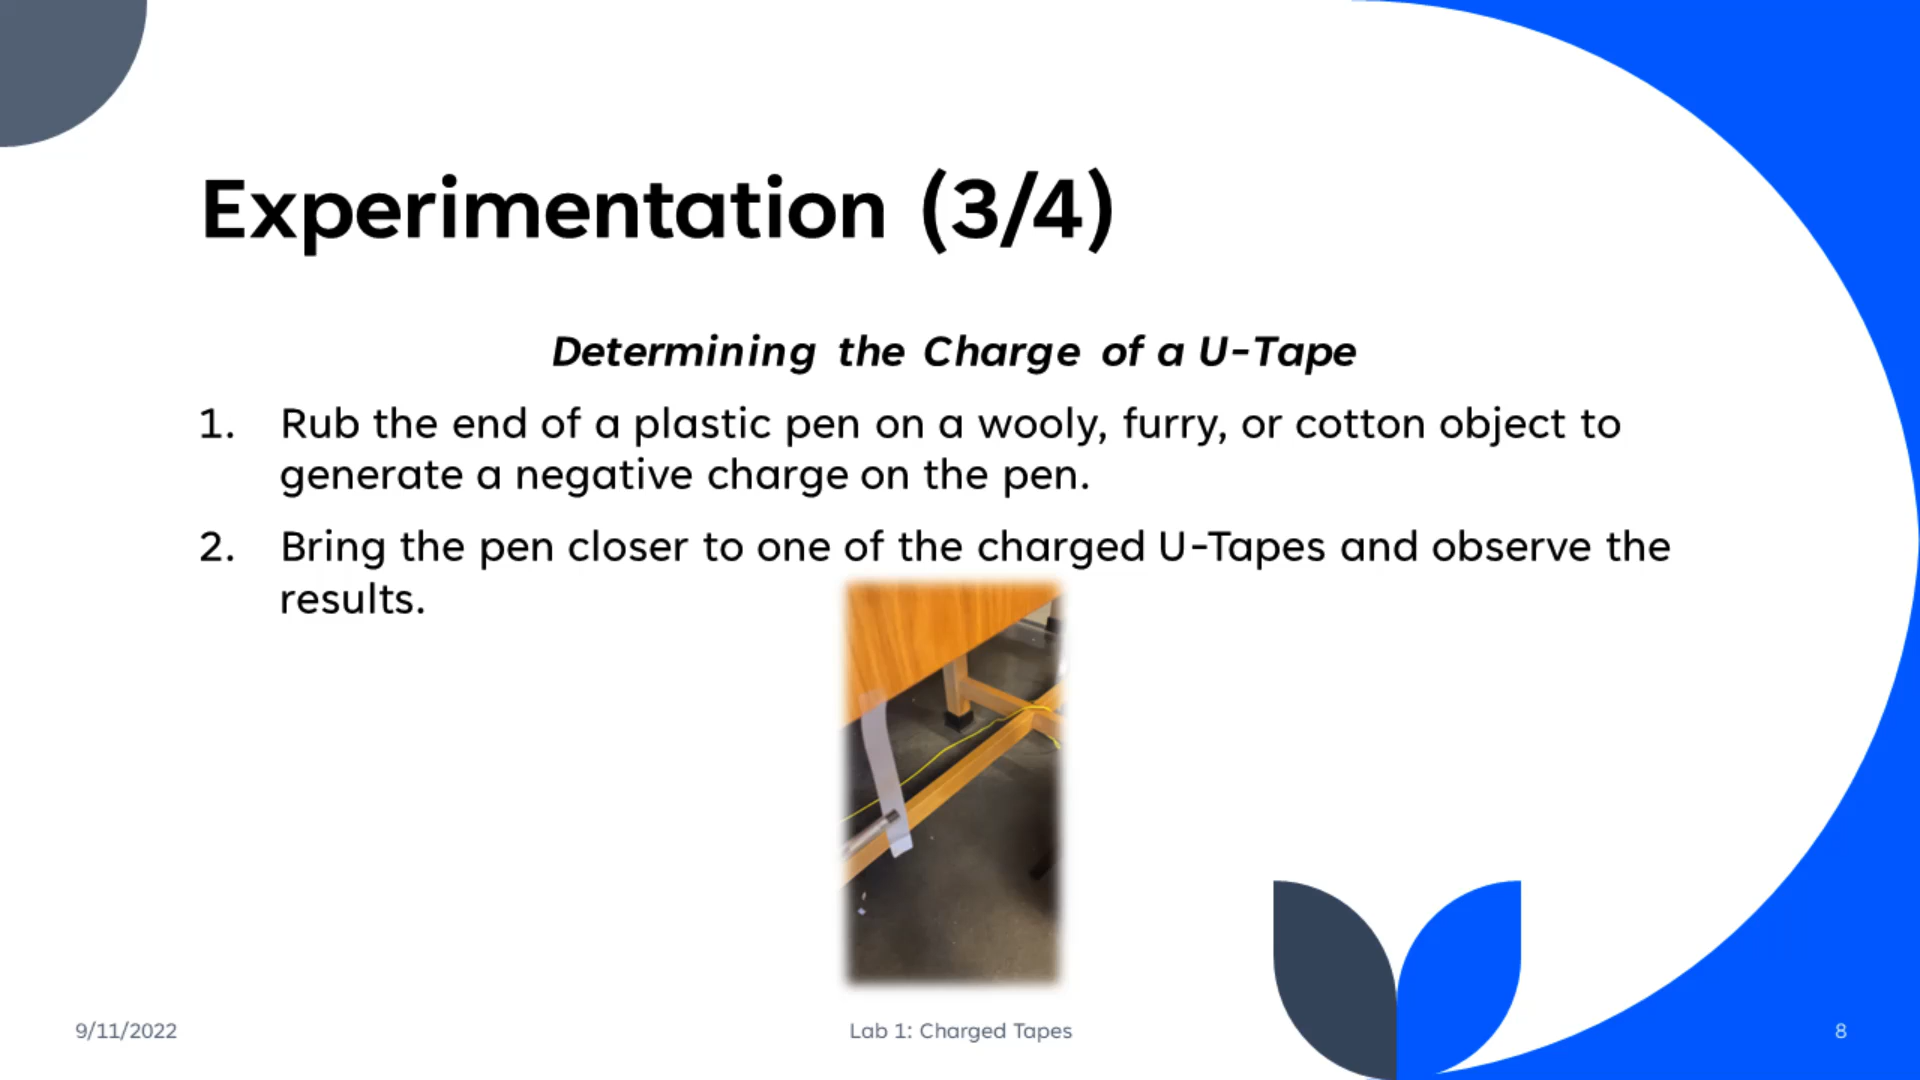 Experimentation (3/4)
Determining the Charge of a U-Tape
1. Rub the end of a plastic pen on a wooly, furry, or cotton object to
generate a negative charge on the pen.
2. Bring the pen closer to one of the charged U-Tapes and observe the
results.
9/11/2022
Lab 1: Charged Tapes
8